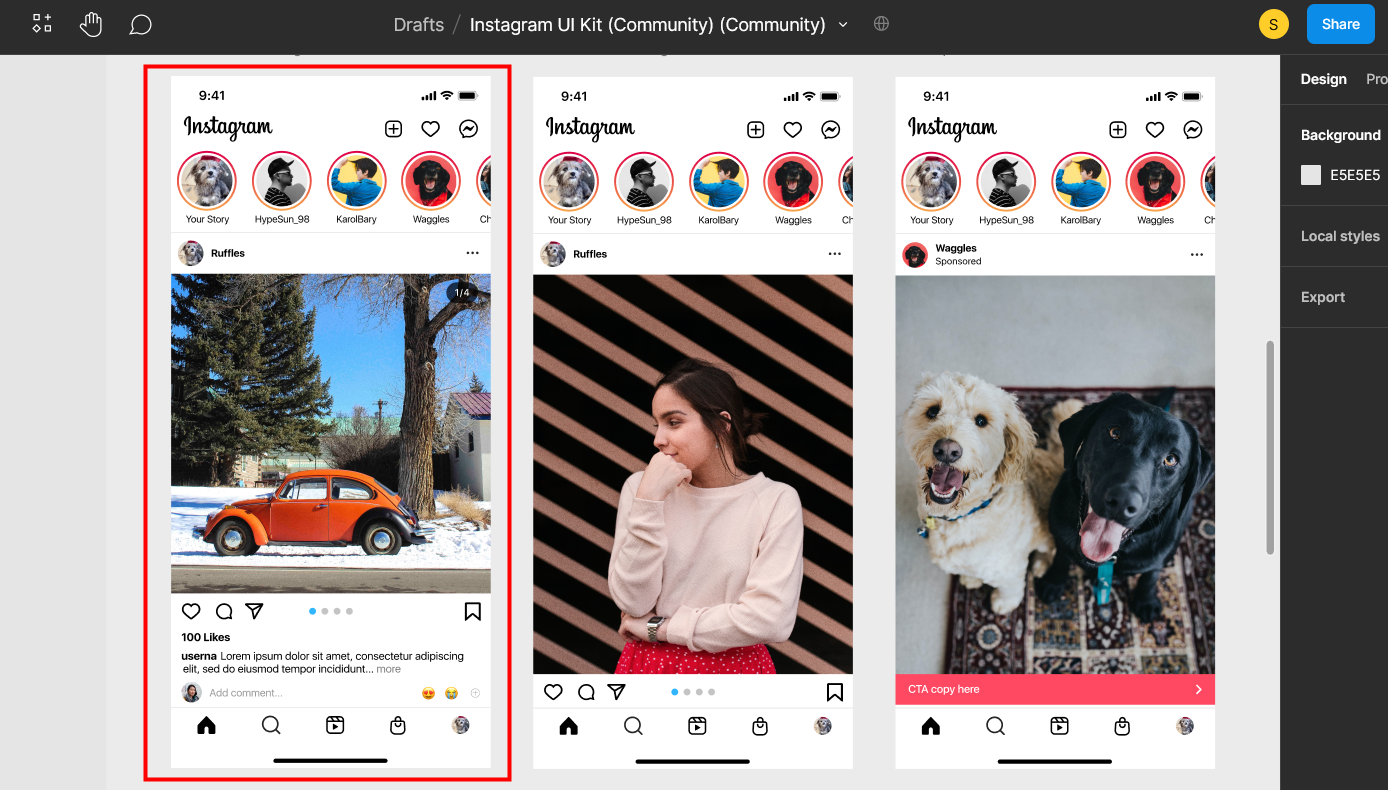 Drafts / Instagram UI Kit (Community) (Community)
S
Share
9:41
Instagram
Your Story HypeSun_98 KarolBary Waggles Ch
Ruffles
1/4
100 Likes
userna Lorem ipsum dolor sit amet, consectetur adipiscing
elit, sed do eiusmod tempor incididunt... more
Add comment...
9:41
Instagram
Your Story HypeSun_98 KarolBary Waggles Ch
Ruffles
9:41
Instagram
Your Story HypeSun_98 KarolBary Waggles Ch
Waggles
Sponsored
CTA copy here
Design Pro
Background
E5E5E5
Local styles
Export